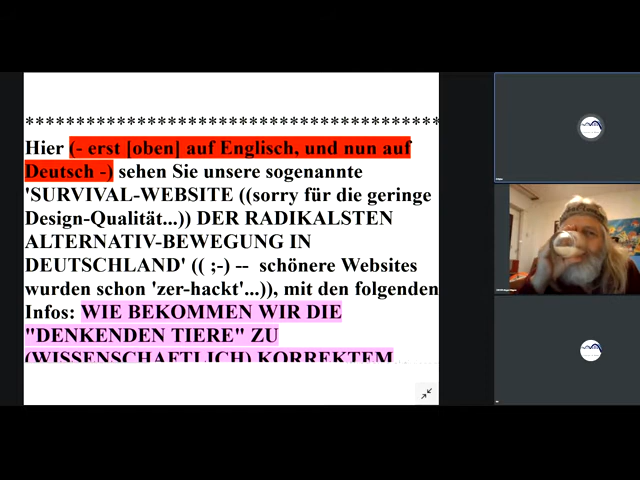 *****************************************
Hier (- erst [oben] auf Englisch, und nun auf
Deutsch -) sehen Sie unsere sogenannte
'SURVIVAL-WEBSITE ((sorry für die geringe
Design-Qualität...)) DER RADIKALSTEN
ALTERNATIV-BEWEGUNG IN
DEUTSCHLAND' (( ;-) -- schönere Websites
wurden schon 'zer-hackt'...)), mit den folgenden
Infos: WIE BEKOMMEN WIR DIE
"DENKENDEN TIERE" ZU
(WISSENSCHAFTLICH) KORREKTEM